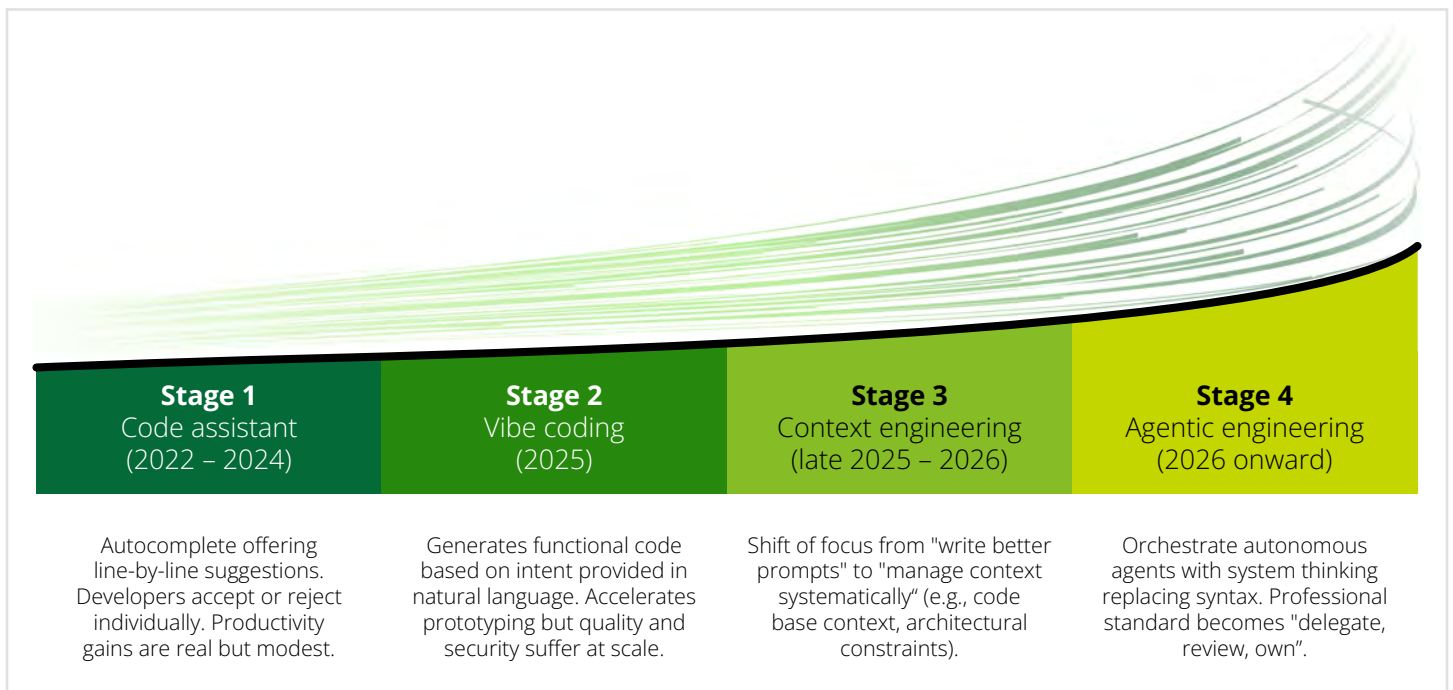 Stage 1
Code assistant
(2022 – 2024)
Stage 2
Vibe coding
(2025)
Stage 3
Context engineering
(late 2025 – 2026)
Stage 4
Agentic engineering
(2026 onward)
Autocomplete offering
line-by-line suggestions.
Developers accept or reject
individually. Productivity
gains are real but modest.
Generates functional code
based on intent provided in
natural language. Accelerates
prototyping but quality and
security suffer at scale.
Shift of focus from "write better
prompts" to "manage context
systematically“ (e.g., code
base context, architectural
constraints).
Orchestrate autonomous
agents with system thinking
replacing syntax. Professional
standard becomes "delegate,
review, own”.